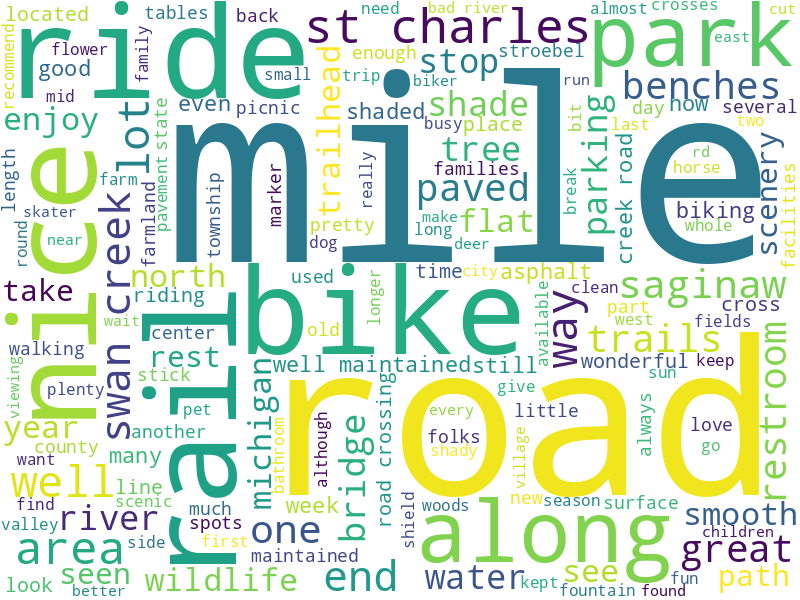 located
tables
back
need
bad river
almost
crosses
cut
recommend
flower
family
ride
st charles
park
east
good
small
enough
stop
stroebel
biker
run
trip
mid
benches
enjoy
lot
even
picnic
trailhead
shaded
shade
busy
place
parking
bit
day
how
several
last
two
scenery
nice
mile
tree
creek road
rd
horse
length
farm
pavement
state
township
marker
really
families
paved
break
biking
whole
facilities
skater
farmland
pretty
make
flat
long
round
near
swan creek
dog
deer
north
used
longer
time
city
asphalt
available
saginaw
take
riding
bike
way
clean
part
cross
wait
center
old
west
fields
path
walking
rail
rest
trails
viewing
stick
well maintained
still
wonderful
keep
plenty
pet
michigan
road
give
sun
restroom
year
another
bathroom
although
road crossing
every
little
always
love
county
many
bridge
folks
shady
village
go
want
well
line
week
along
new
season
surface
find
scenic
much
shield
woods
smooth
valley
river
spots
one
children
area
side
first
maintained
great
look
seen
wildlife
end
water
see
fun
better
kept
fountain
found